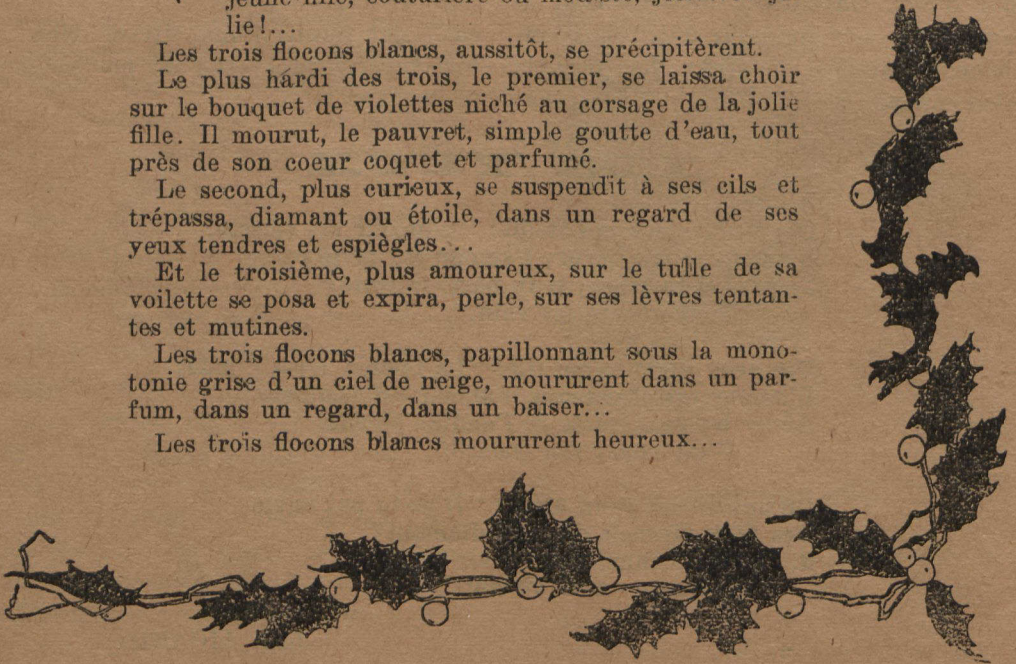 lie!...
Les trois flocons blancs, aussitôt, se précipitèrent.
Le plus hárdi des trois, le premier, se laissa choir
sur le bouquet de violettes niché au corsage de la jolie
fille. Il mourut, le pauvret, simple goutte d'eau, tout
près de son coeur coquet et parfumé.
Le second, plus curieux, se suspendit à ses cils et
trépassa, diamant ou étoile, dans un regard de ses
yeux tendres et espiègles...
Et le troisième, plus amoureux, sur le tulle de sa
voilette se posa et expira, perle, sur ses lèvres tentan-
tes et mutines.
Les trois flocons blancs, papillonnant sous la mono-
tonie grise d'un ciel de neige, moururent dans un par-
fum, dans un regard, dans un baiser...
Les trois flocons blancs moururent heureux...